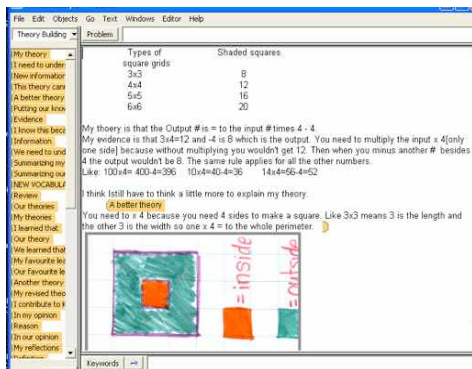 File Edit Objects Go Text Windows Editor Help
Theory Building Problem
My theory
I need to under
New information
This theory cann
A better theory
Putting our know
Evidence
I know this beca
Information
We need to und
Summarizing my
Summarizing our
NEW VOCABULA
Review
Our theories
My theories
I learned that
Our theory
We learned that
My favourite lea
Our favourite le
Another theory
My revised theo
I contribute to k
In my opinion
Reason
In our opinion
My reflections
Types of Shaded squares
square grids
3x3 8
4x4 12
5x5 16
6x6 20
My thoery is that the Output # is = to the input # times 4 - 4.
My evidence is that 3x4=12 and -4 is 8 which is the output. You need to multiply the input x 4[only
one side] because without multiplying you wouldn't get 12. Then when you minus another # besides
4 the output wouldn't be 8. The same rule applies for all the other numbers.
Like: 100x4= 400-4=396 10x4=40-4=36 14x4=56-4=52
I think Istill have to think a little more to explain my theory.
A better theory
You need to x 4 because you need 4 sides to make a square. Like 3x3 means 3 is the length and
the other 3 is the width so one x 4 = to the whole perimeter.
=inside
=outside
Keywords